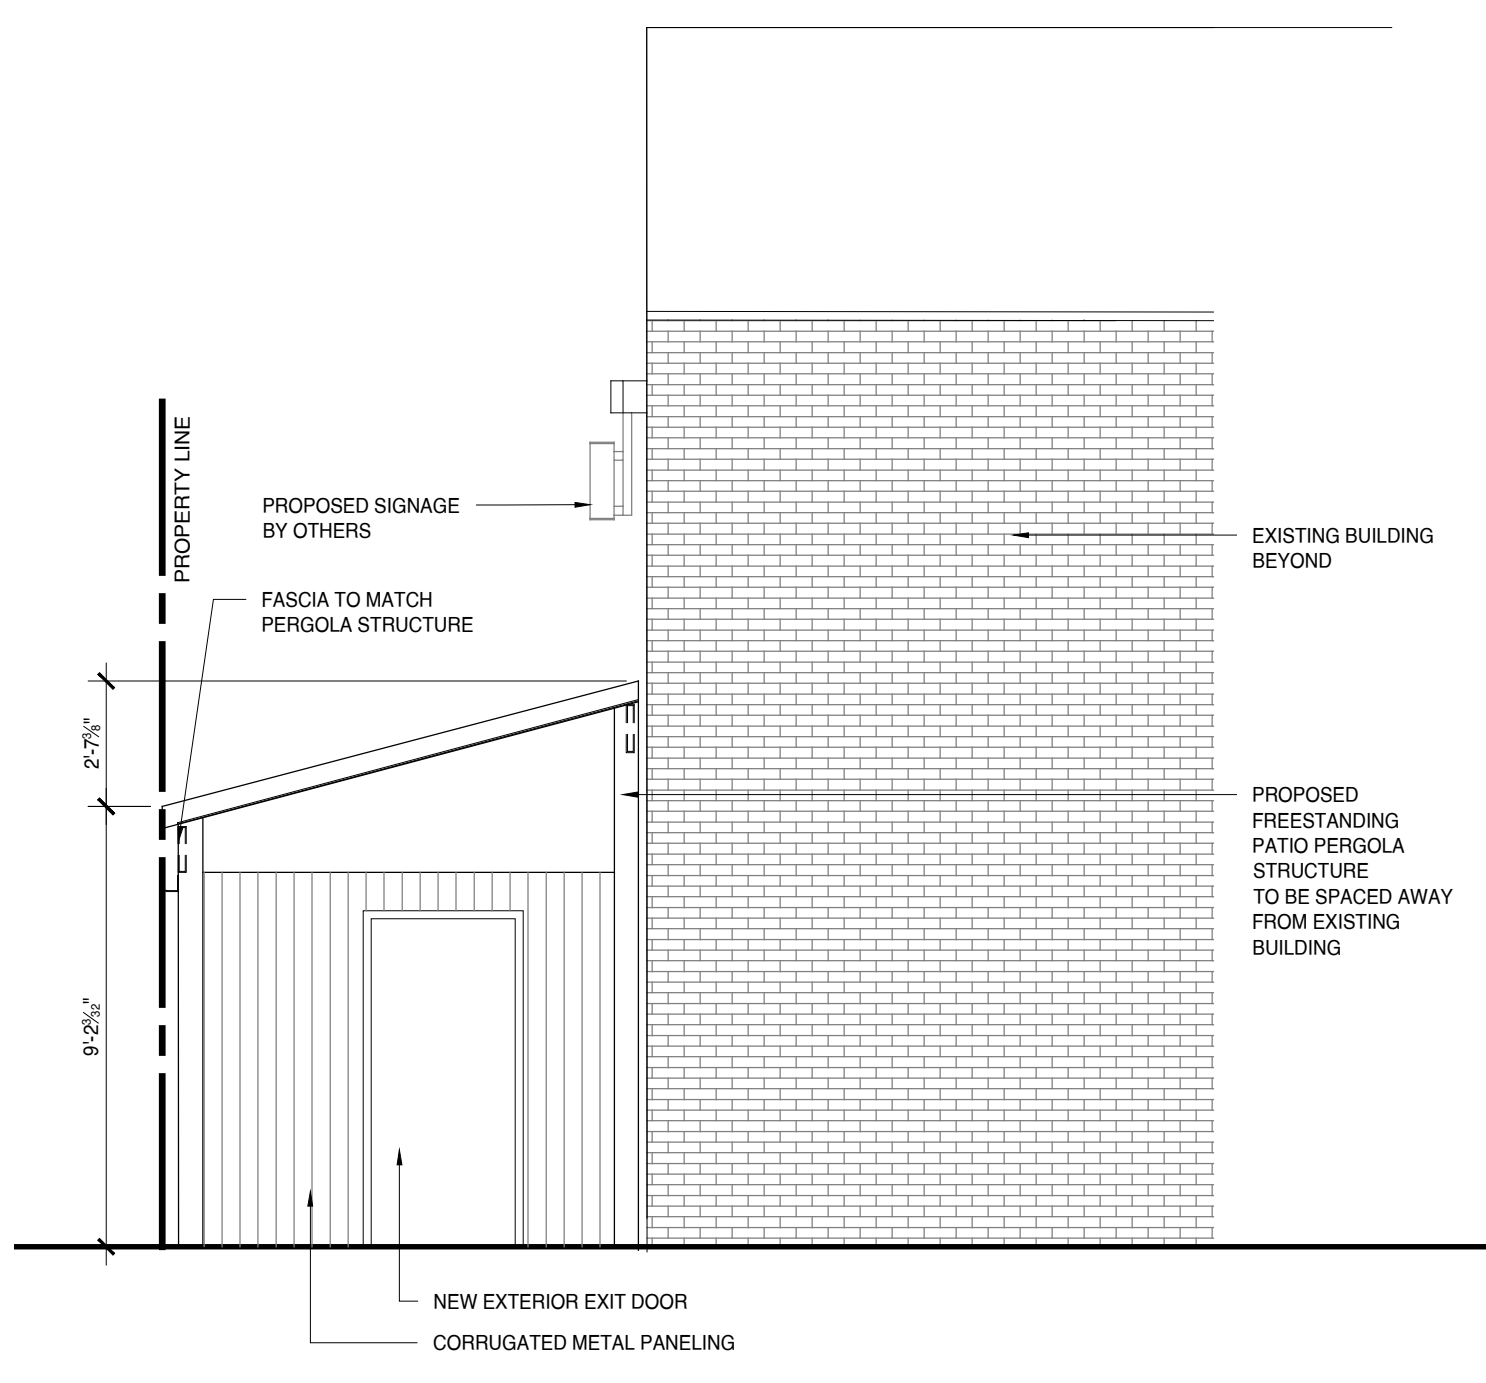 PROPERTY LINE
PROPOSED SIGNAGE
BY OTHERS
EXISTING BUILDING
BEYOND
FASCIA TO MATCH
PERGOLA STRUCTURE
2'-7⅜"
PROPOSED
FREESTANDING
PATIO PERGOLA
STRUCTURE
TO BE SPACED AWAY
FROM EXISTING
BUILDING
9'-2 3/32"
NEW EXTERIOR EXIT DOOR
CORRUGATED METAL PANELING